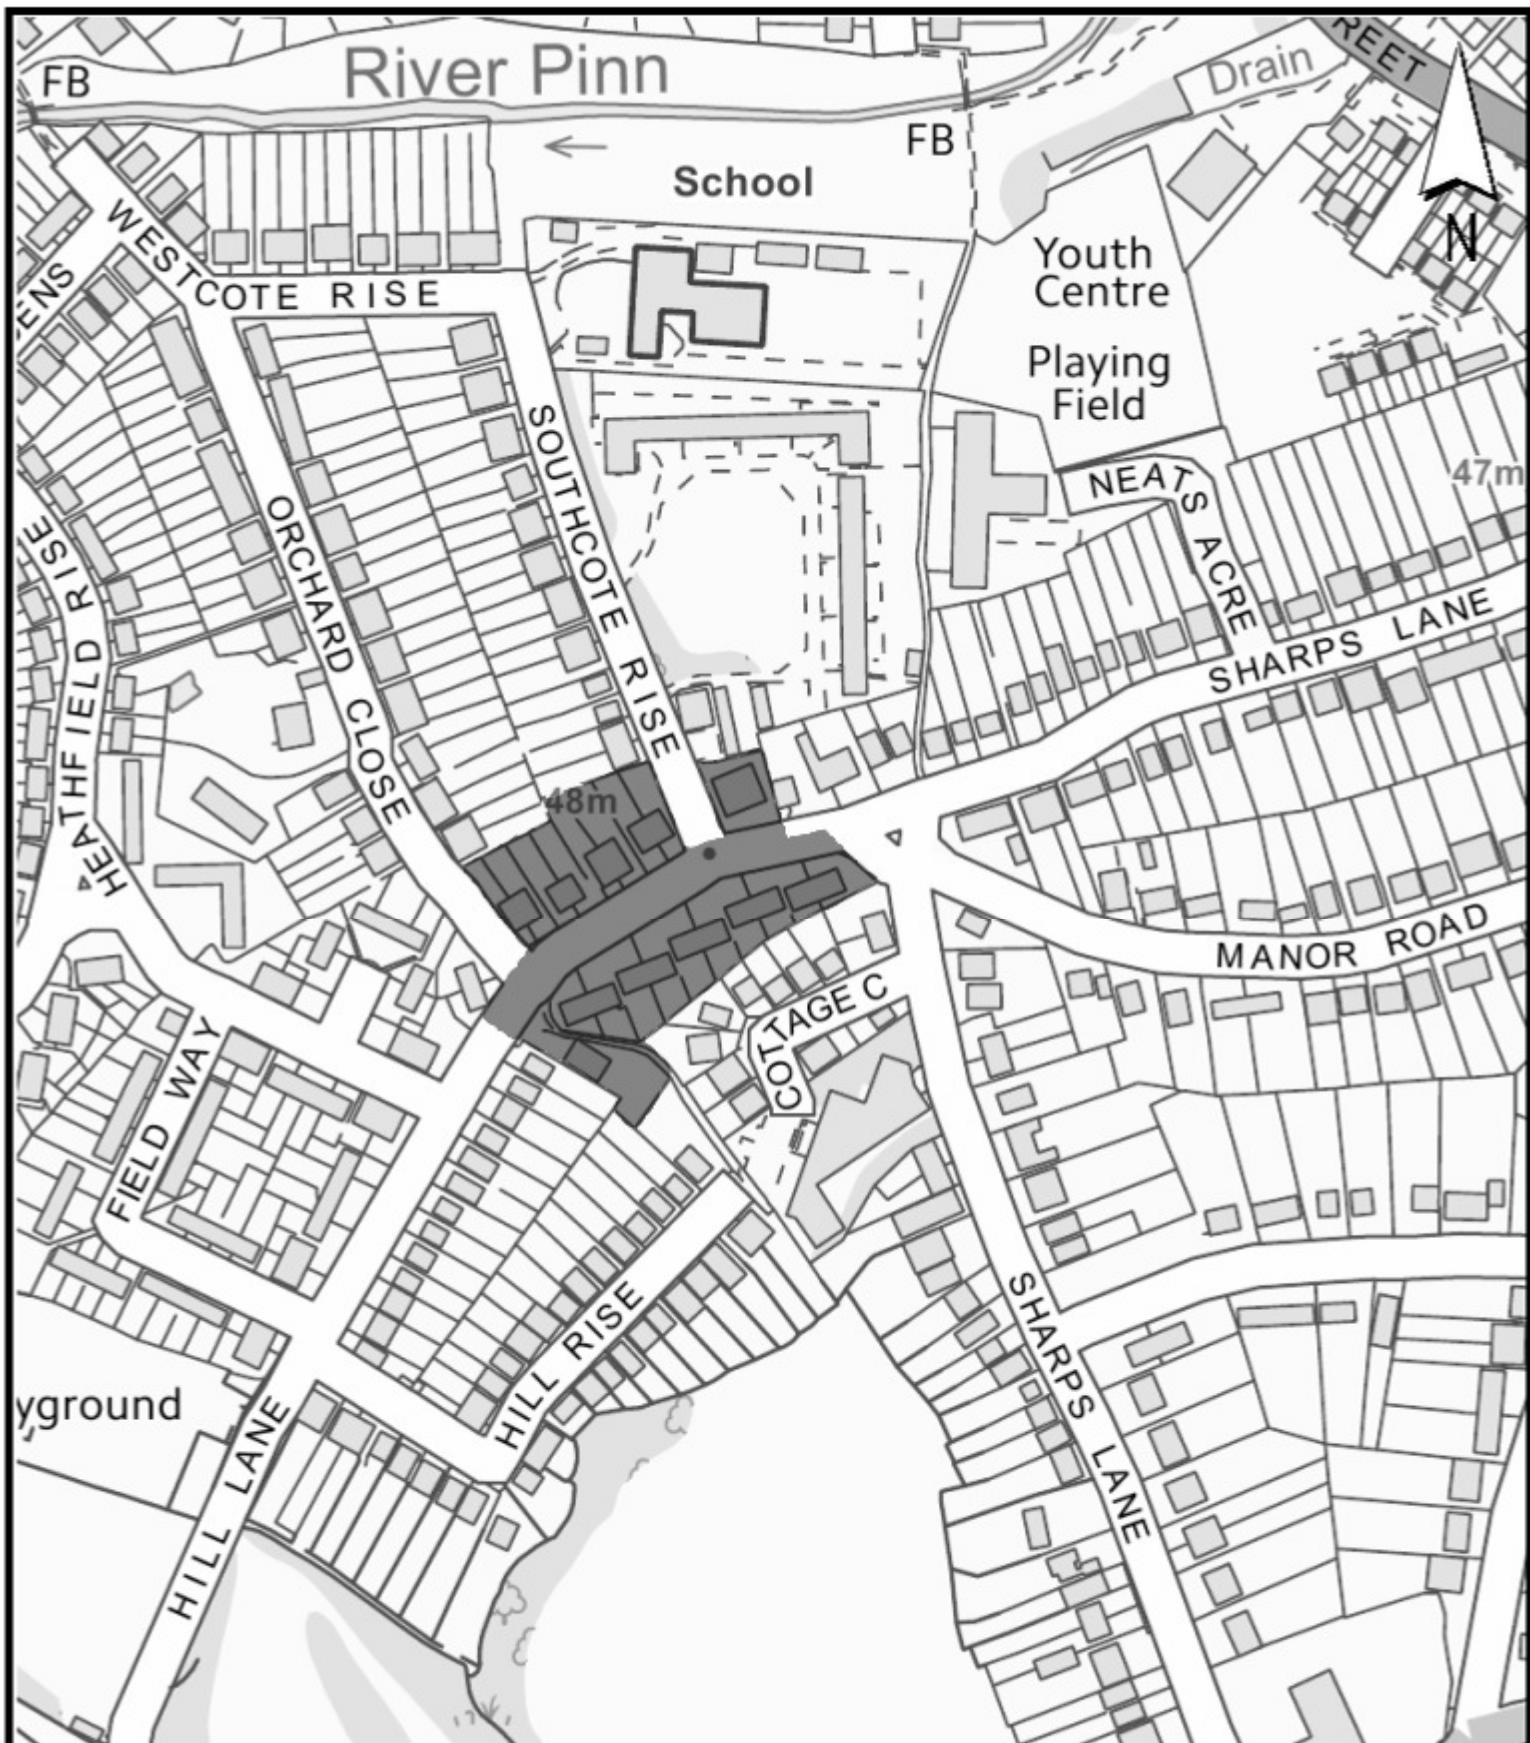 REET
FB
River Pinn
Drain
FB
School
N
WESTCOTE RISE
ENS
Youth
Centre
Playing
Field
SOUTHCOTE RISE
NEATS ACRE
47m
ORCHARD CLOSE
HEATHFIELD RISE
SHARPS LANE
48m
MANOR ROAD
COTTAGE C
FIELD WAY
HILL RISE
SHARPS LANE
yground
HILL LANE